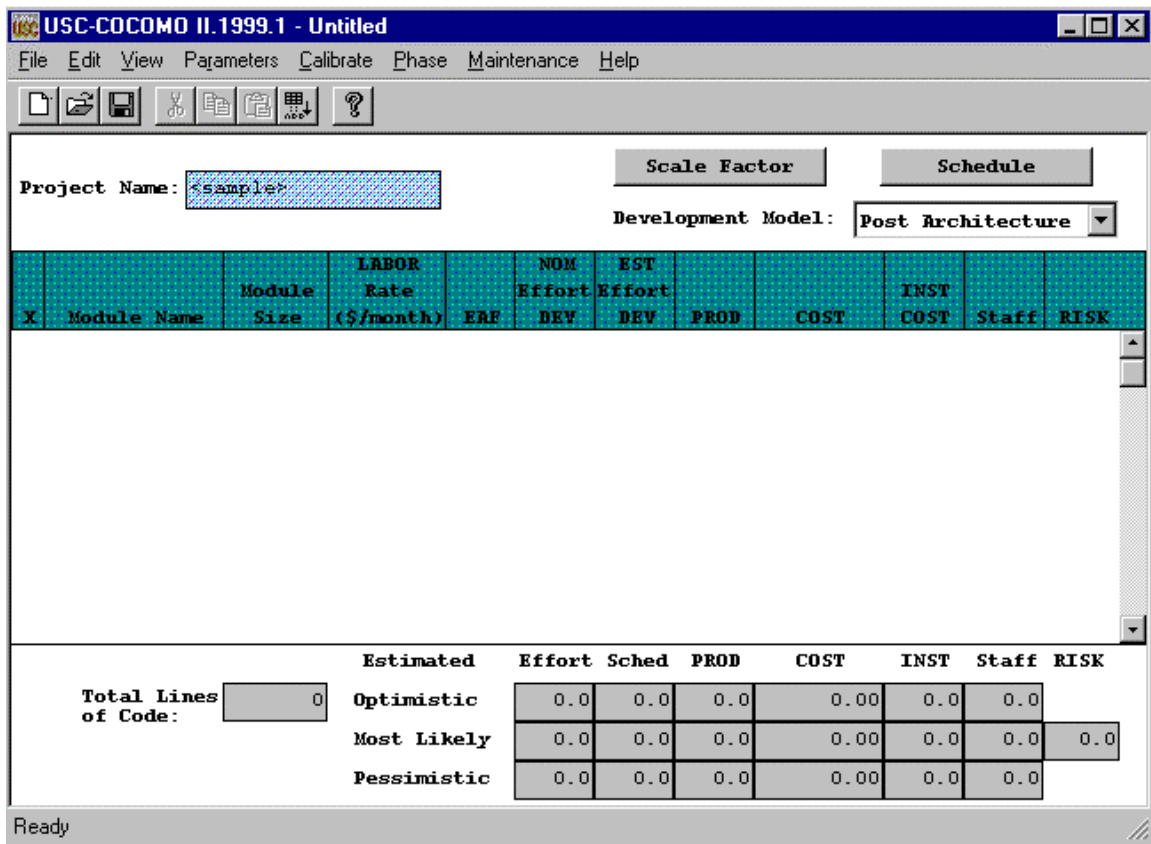 USC-COCOMO II.1999.1 - Untitled
File Edit View Parameters Calibrate Phase Maintenance Help
Project Name: <sample>
Scale Factor Schedule
Development Model: Post Architecture
X Module Name Module Size LABOR Rate ($/month) EAF NOM Effort DEV EST Effort DEV PROD COST INST COST Staff RISK
Estimated Effort Sched PROD COST INST Staff RISK
Total Lines of Code: 0
Optimistic 0.0 0.0 0.0 0.00 0.0 0.0
Most Likely 0.0 0.0 0.0 0.00 0.0 0.0 0.0
Pessimistic 0.0 0.0 0.0 0.00 0.0 0.0
Ready